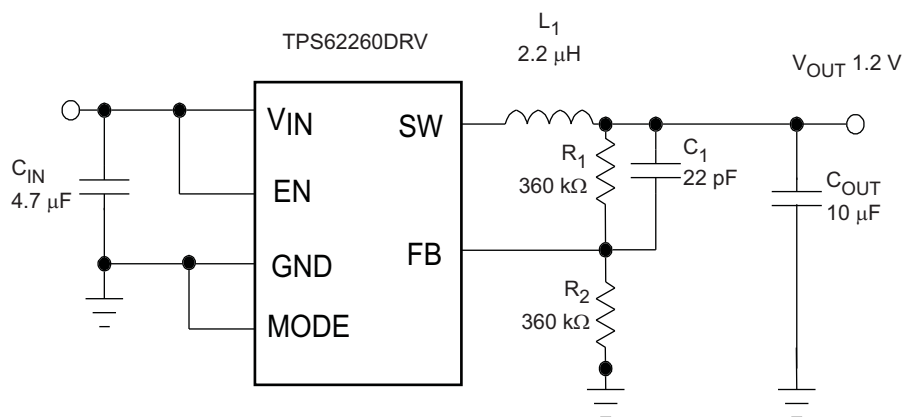 L1
2.2 μH
TPS62260DRV
VOUT 1.2 V
VIN
SW
CIN
4.7 μF
EN
R1
360 kΩ
C1
22 pF
COUT
10 μF
GND
FB
MODE
R2
360 kΩ